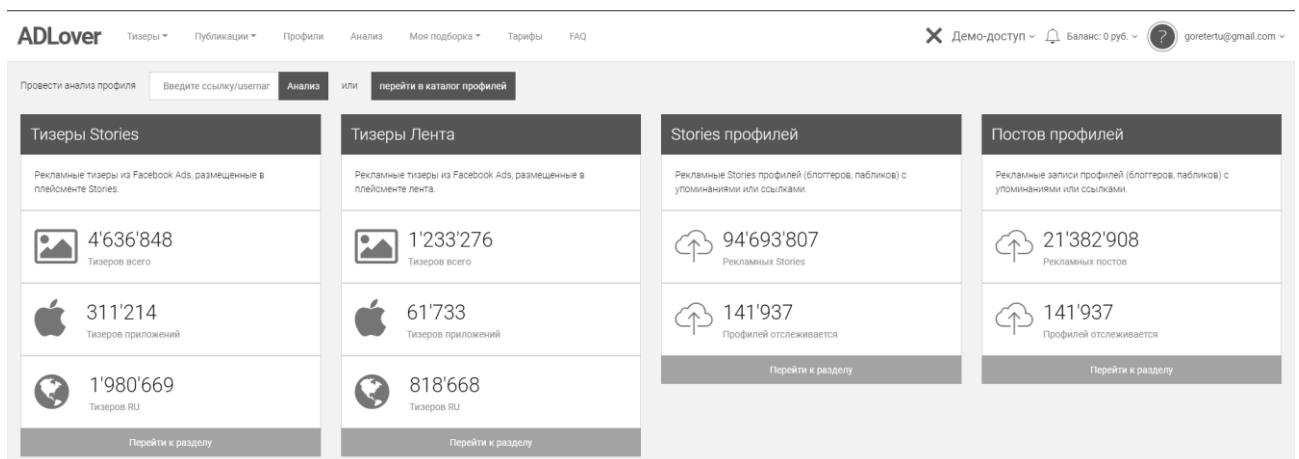 ADLover
Тизеры
Публикации
Профили
Анализ
Моя подборка
Тарифы
FAQ
Демо-доступ
Баланс: 0 руб.
?
goretertu@gmail.com
Провести анализ профиля
Введите ссылку/usernar
Анализ
или
перейти в каталог профилей
Тизеры Stories
Рекламные тизеры из Facebook Ads, размещенные в
плейсменте Stories.
4'636'848
Тизеров всего
311'214
Тизеров приложений
1'980'669
Тизеров RU
Перейти к разделу
Тизеры Лента
Рекламные тизеры из Facebook Ads, размещенные в
плейсменте лента.
1'233'276
Тизеров всего
61'733
Тизеров приложений
818'668
Тизеров RU
Перейти к разделу
Stories профилей
Рекламные Stories профилей (блоггеров, пабликов) с
упоминаниями или ссылками.
94'693'807
Рекламных Stories
141'937
Профилей отслеживается
Перейти к разделу
Постов профилей
Рекламные записи профилей (блоггеров, пабликов) с
упоминаниями или ссылками.
21'382'908
Рекламных постов
141'937
Профилей отслеживается
Перейти к разделу